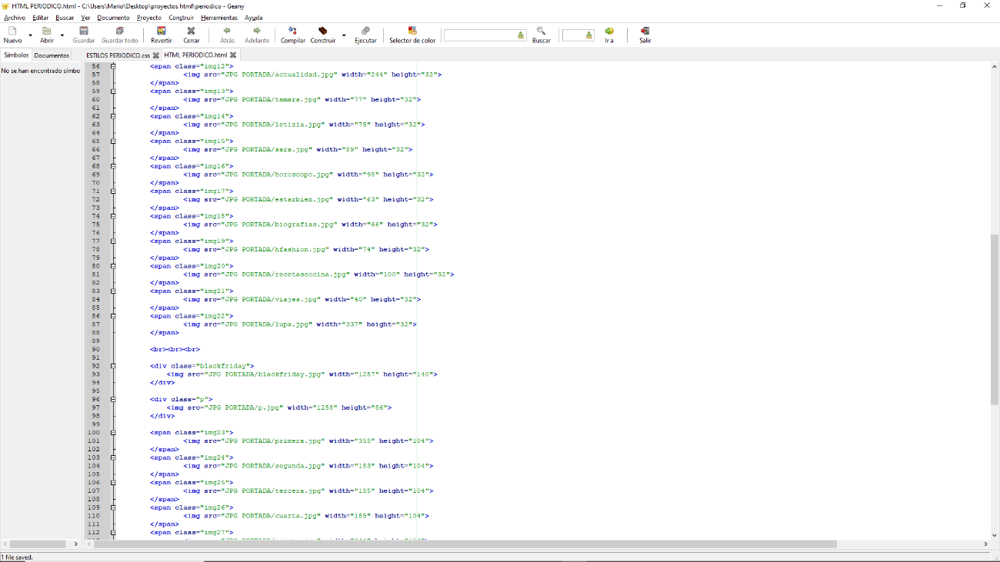 HTML PERIODICO.html - C:\Users\Mario\Desktop\proyectos html\periodico - Geany
Archivo Editar Buscar Ver Documento Proyecto Construir Herramientas Ayuda
Nuevo Abrir Guardar Guardar todo Revertir Cerrar Atrás Adelante Compilar Construir Ejecutar Selector de color Buscar Ir a Salir
Símbolos Documentos ESTILOS PERIODICO.css HTML PERIODICO.html
No se han encontrado símbo
56 <span class="img12">
57 <img src="JPG PORTADA/actualidad.jpg" width="244" height="32">
58 </span>
59 <span class="img13">
60 <img src="JPG PORTADA/tamara.jpg" width="77" height="32">
61 </span>
62 <span class="img14">
63 <img src="JPG PORTADA/letizia.jpg" width="75" height="32">
64 </span>
65 <span class="img15">
66 <img src="JPG PORTADA/sara.jpg" width="89" height="32">
67 </span>
68 <span class="img16">
69 <img src="JPG PORTADA/horoscopo.jpg" width="98" height="32">
70 </span>
71 <span class="img17">
72 <img src="JPG PORTADA/estarbien.jpg" width="63" height="32">
73 </span>
74 <span class="img18">
75 <img src="JPG PORTADA/biografias.jpg" width="66" height="32">
76 </span>
77 <span class="img19">
78 <img src="JPG PORTADA/hfashion.jpg" width="74" height="32">
79 </span>
80 <span class="img20">
81 <img src="JPG PORTADA/recetascocina.jpg" width="100" height="32">
82 </span>
83 <span class="img21">
84 <img src="JPG PORTADA/viajes.jpg" width="40" height="32">
85 </span>
86 <span class="img22">
87 <img src="JPG PORTADA/lupa.jpg" width="337" height="32">
88 </span>
89
90 <br><br><br>
91
92 <div class="blackfriday">
93 <img src="JPG PORTADA/blackfriday.jpg" width="1257" height="140">
94 </div>
95
96 <div class="p">
97 <img src="JPG PORTADA/p.jpg" width="1258" height="86">
98 </div>
99
100 <span class="img23">
101 <img src="JPG PORTADA/primera.jpg" width="355" height="104">
102 </span>
103 <span class="img24">
104 <img src="JPG PORTADA/segunda.jpg" width="183" height="104">
105 </span>
106 <span class="img25">
107 <img src="JPG PORTADA/tercera.jpg" width="185" height="104">
108 </span>
109 <span class="img26">
110 <img src="JPG PORTADA/cuarta.jpg" width="185" height="104">
111 </span>
112 <span class="img27">
1 file saved.